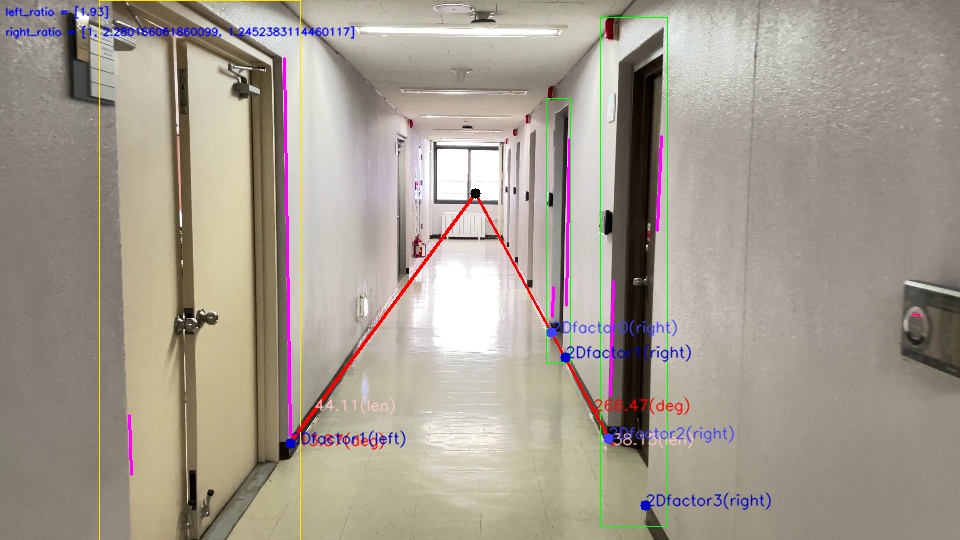 left_ratio = [1.93]
right_ratio = [1, 2.280166061860099, 1.2452383114460117]
2Dfactor0(right)
2Dfactor1(right)
44.11(len)
266.47(deg)
2Dfactor1(left)
2Dfactor2(right)
2Dfactor3(right)